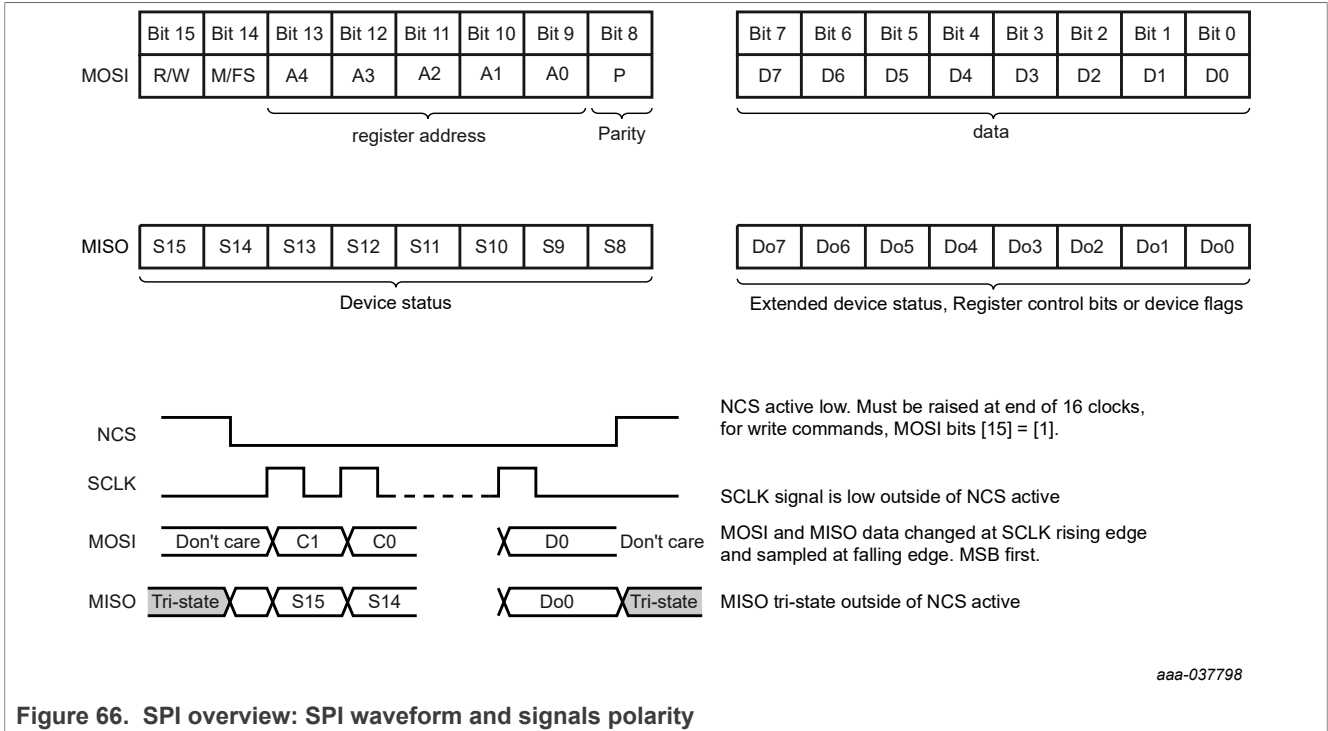 Bit 15 Bit 14 Bit 13 Bit 12 Bit 11 Bit 10 Bit 9 Bit 8 Bit 7 Bit 6 Bit 5 Bit 4 Bit 3 Bit 2 Bit 1 Bit 0
MOSI R/W M/FS A4 A3 A2 A1 A0 P D7 D6 D5 D4 D3 D2 D1 D0
register address Parity data
MISO S15 S14 S13 S12 S11 S10 S9 S8 Do7 Do6 Do5 Do4 Do3 Do2 Do1 Do0
Device status Extended device status, Register control bits or device flags
NCS
NCS active low. Must be raised at end of 16 clocks,
for write commands, MOSI bits [15] = [1].
SCLK
SCLK signal is low outside of NCS active
MOSI Don't care C1 C0 D0 Don't care
MOSI and MISO data changed at SCLK rising edge
and sampled at falling edge. MSB first.
MISO Tri-state S15 S14 Do0 Tri-state MISO tri-state outside of NCS active
aaa-037798
Figure 66. SPI overview: SPI waveform and signals polarity